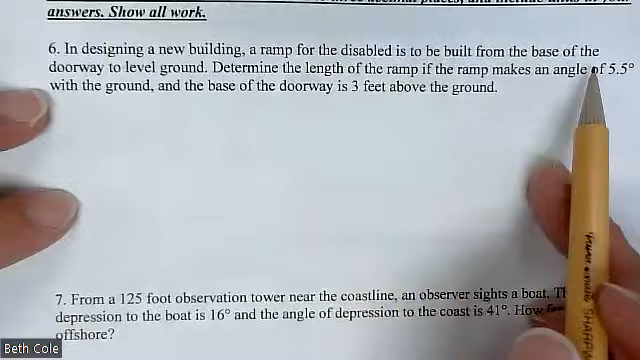 answers. Show all work.
6. In designing a new building, a ramp for the disabled is to be built from the base of the
doorway to level ground. Determine the length of the ramp if the ramp makes an angle of 5.5°
with the ground, and the base of the doorway is 3 feet above the ground.
7. From a 125 foot observation tower near the coastline, an observer sights a boat.
depression to the boat is 16° and the angle of depression to the coast is 41°. How
offshore?
Beth Cole